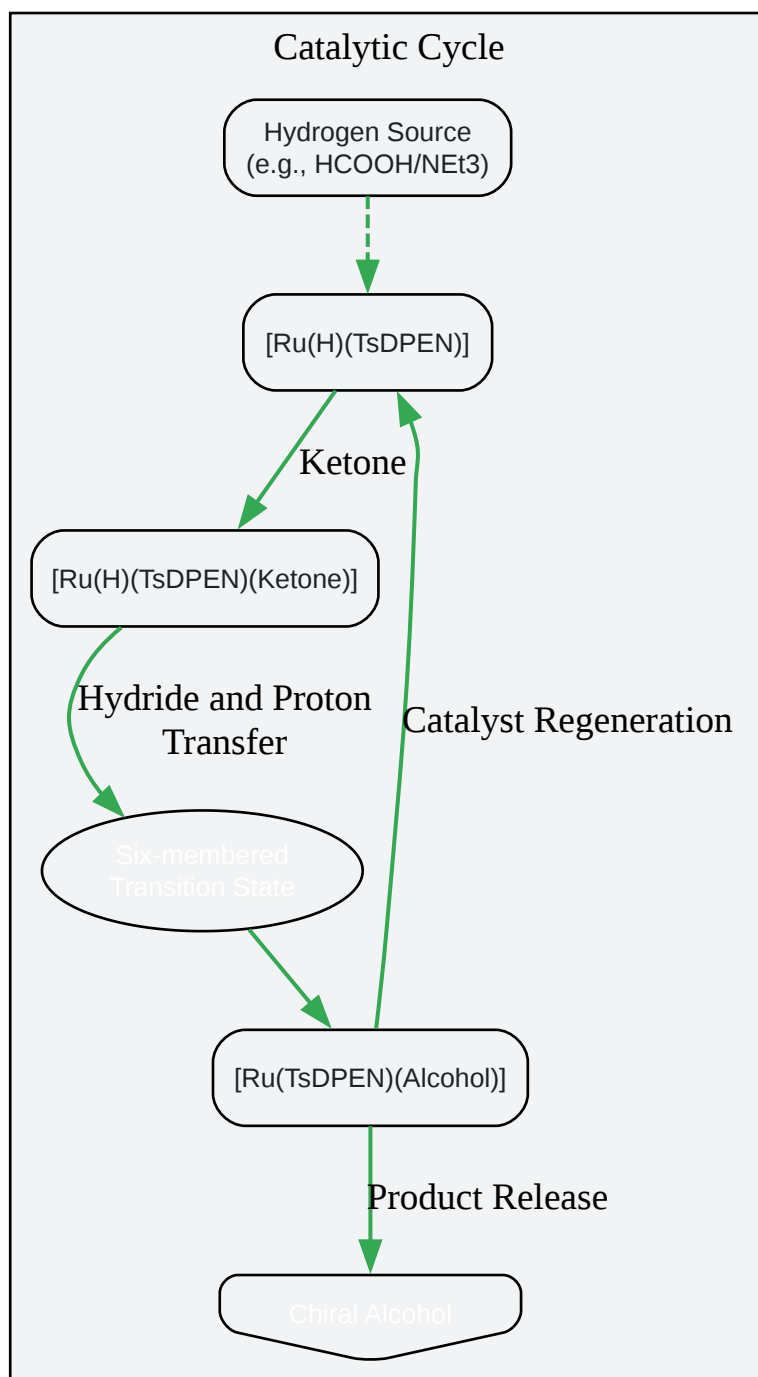 Catalytic Cycle
Hydrogen Source
(e.g., HCOOH/NEt3)
[Ru(H)(TsDPEN)]
Ketone
[Ru(H)(TsDPEN)(Ketone)]
Hydride and Proton
Transfer
Catalyst Regeneration
Six-membered
Transition State
[Ru(TsDPEN)(Alcohol)]
Product Release
Chiral Alcohol